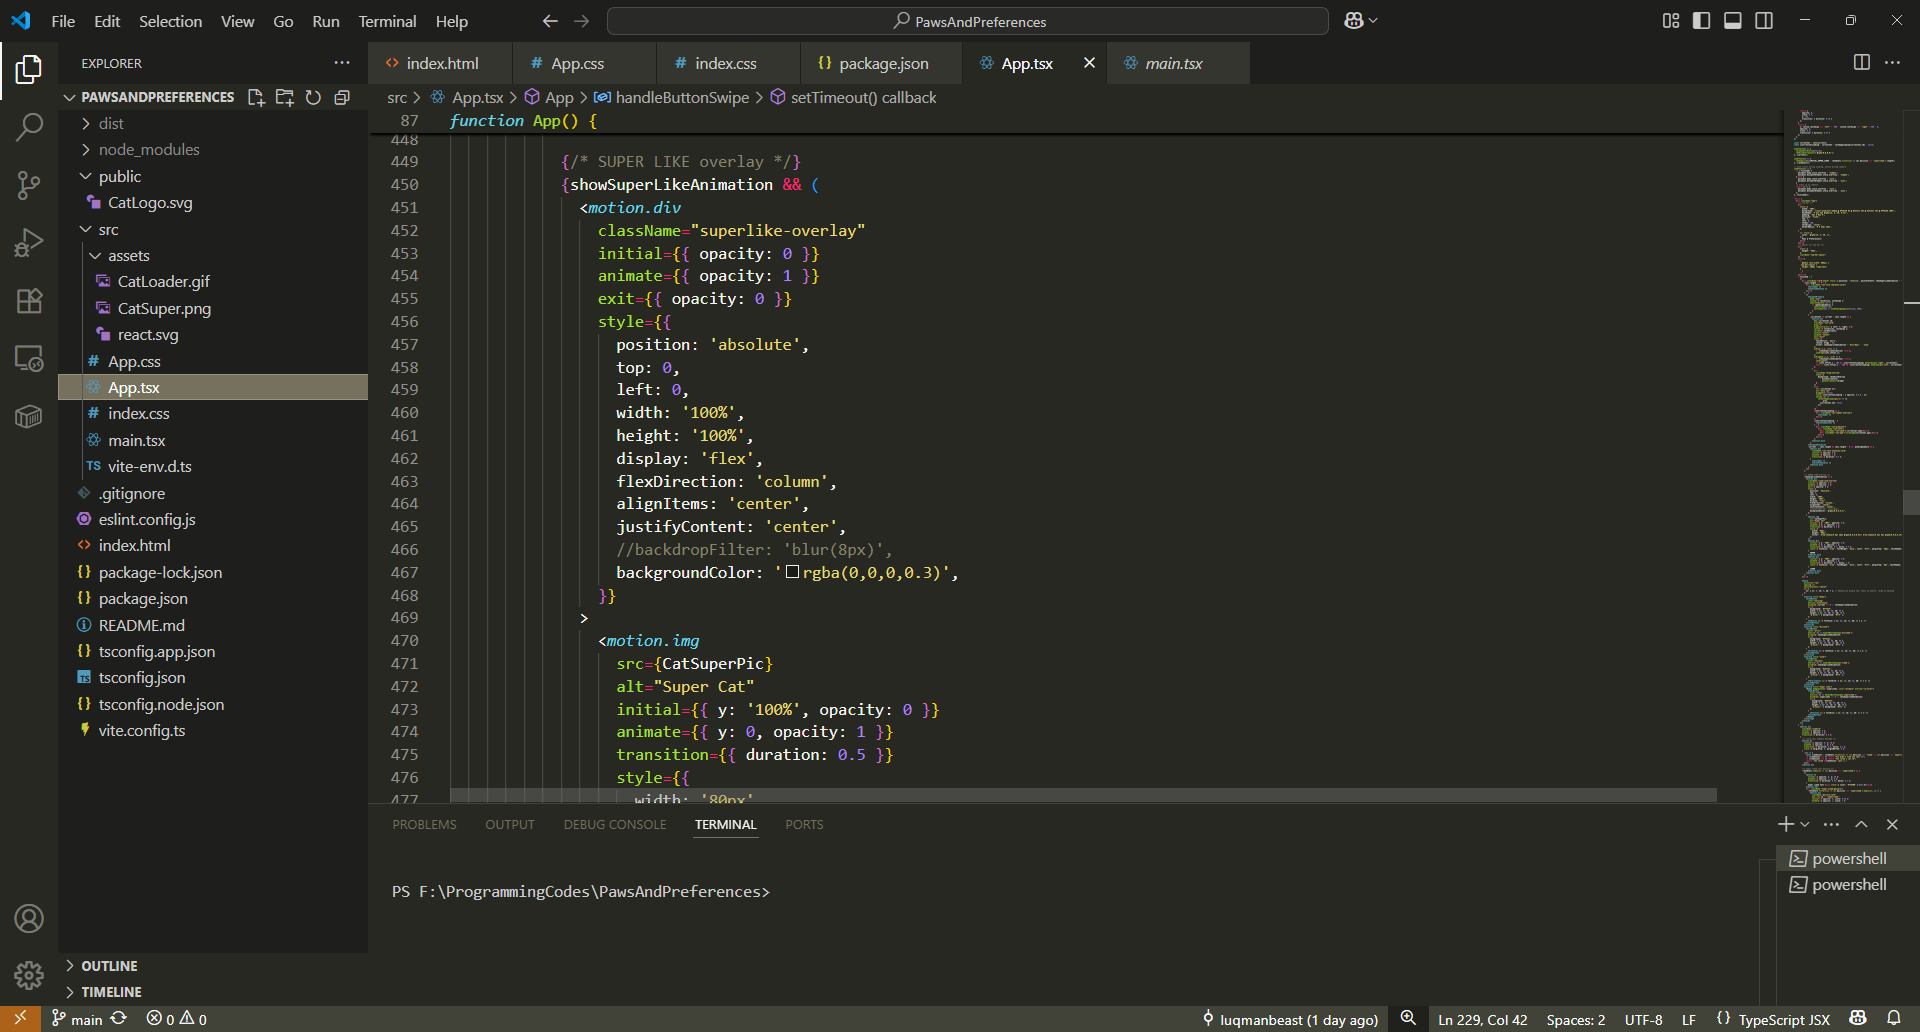 File Edit Selection View Go Run Terminal Help
PawsAndPreferences
EXPLORER
PAWSANDPREFERENCES
dist
node_modules
public
CatLogo.svg
src
assets
CatLoader.gif
CatSuper.png
react.svg
# App.css
App.tsx
# index.css
main.tsx
TS vite-env.d.ts
.gitignore
eslint.config.js
<> index.html
{} package-lock.json
{} package.json
README.md
{} tsconfig.app.json
TS tsconfig.json
{} tsconfig.node.json
vite.config.ts
OUTLINE
TIMELINE
<> index.html # App.css # index.css {} package.json App.tsx main.tsx
src > App.tsx > App > handleButtonSwipe > setTimeout() callback
87 function App() {
448
449 {/* SUPER LIKE overlay */}
450 {showSuperLikeAnimation && (
451 <motion.div
452 className="superlike-overlay"
453 initial={{ opacity: 0 }}
454 animate={{ opacity: 1 }}
455 exit={{ opacity: 0 }}
456 style={{
457 position: 'absolute',
458 top: 0,
459 left: 0,
460 width: '100%',
461 height: '100%',
462 display: 'flex',
463 flexDirection: 'column',
464 alignItems: 'center',
465 justifyContent: 'center',
466 //backdropFilter: 'blur(8px)',
467 backgroundColor: 'rgba(0,0,0,0.3)',
468 }}
469 >
470 <motion.img
471 src={CatSuperPic}
472 alt="Super Cat"
473 initial={{ y: '100%', opacity: 0 }}
474 animate={{ y: 0, opacity: 1 }}
475 transition={{ duration: 0.5 }}
476 style={{
477 width: '80px'
PROBLEMS OUTPUT DEBUG CONSOLE TERMINAL PORTS
PS F:\ProgrammingCodes\PawsAndPreferences>
powershell
powershell
main 0 0 luqmanbeast (1 day ago) Ln 229, Col 42 Spaces: 2 UTF-8 LF {} TypeScript JSX